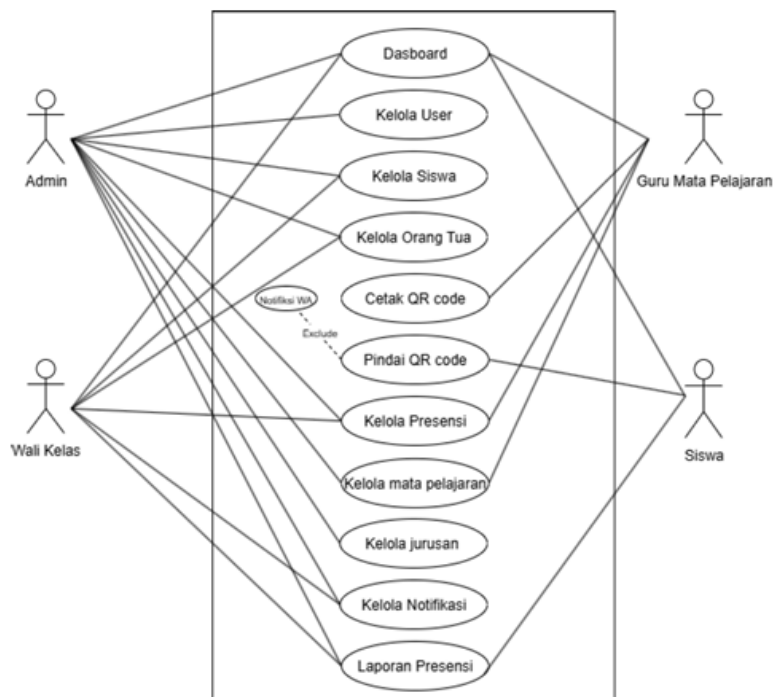 Dasboard
Kelola User
Admin
Guru Mata Pelajaran
Kelola Siswa
Kelola Orang Tua
Notifiksi WA
Cetak QR code
Exclude
Pindai QR code
Wali Kelas
Siswa
Kelola Presensi
Kelola mata pelajaran
Kelola jurusan
Kelola Notifikasi
Laporan Presensi